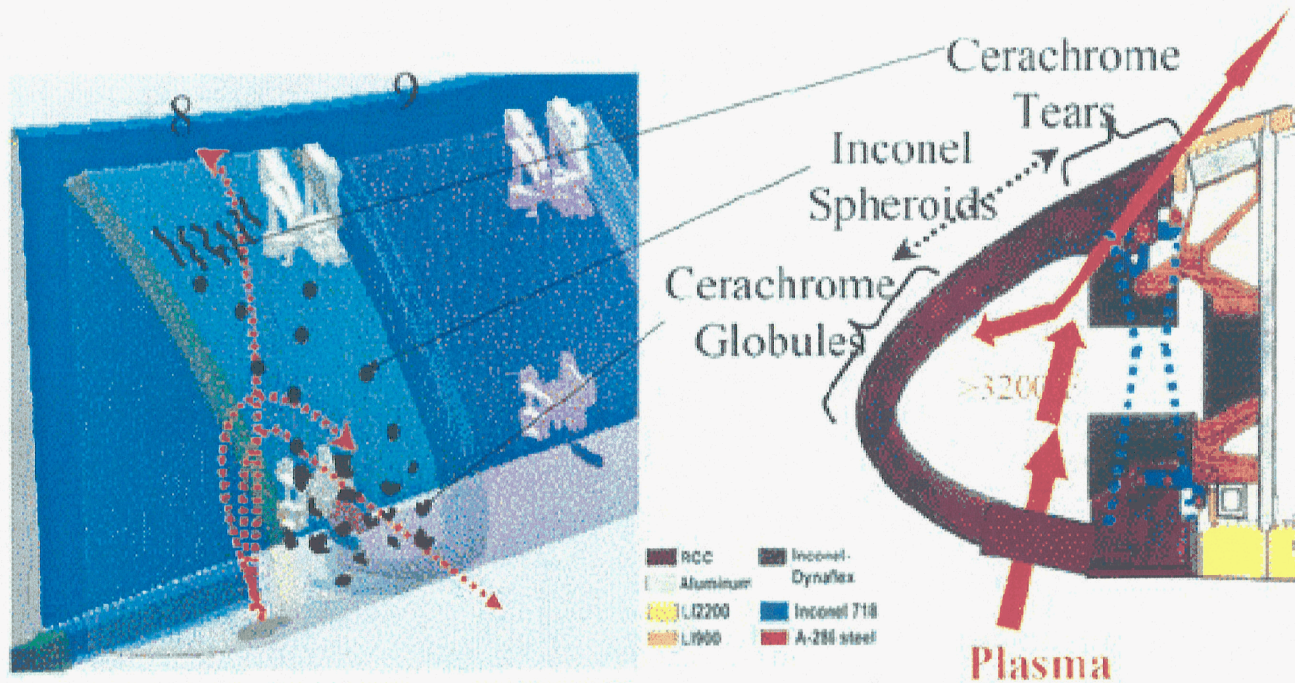 8
9
Cerachrome
Tears
Inconel
Spheroids
Cerachrome
Globules
>3200
RCC
Aluminum
LI2200
LI900
Inconel-
Dynaflex
Inconel 718
A-286 steel
Plasma